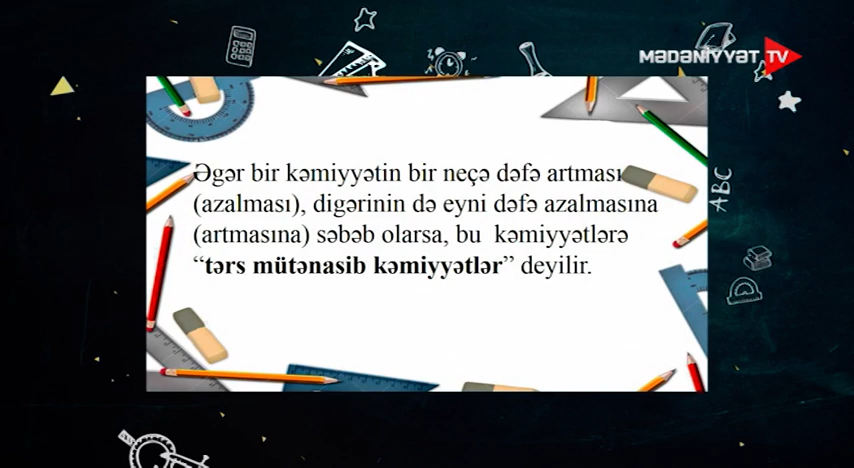 MƏDƏNİYYƏT TV
Əgər bir kəmiyyətin bir neçə dəfə artması
(azalması), digərinin də eyni dəfə azalmasına
(artmasına) səbəb olarsa, bu kəmiyyətlərə
“tərs mütənasib kəmiyyətlər” deyilir.
ABC